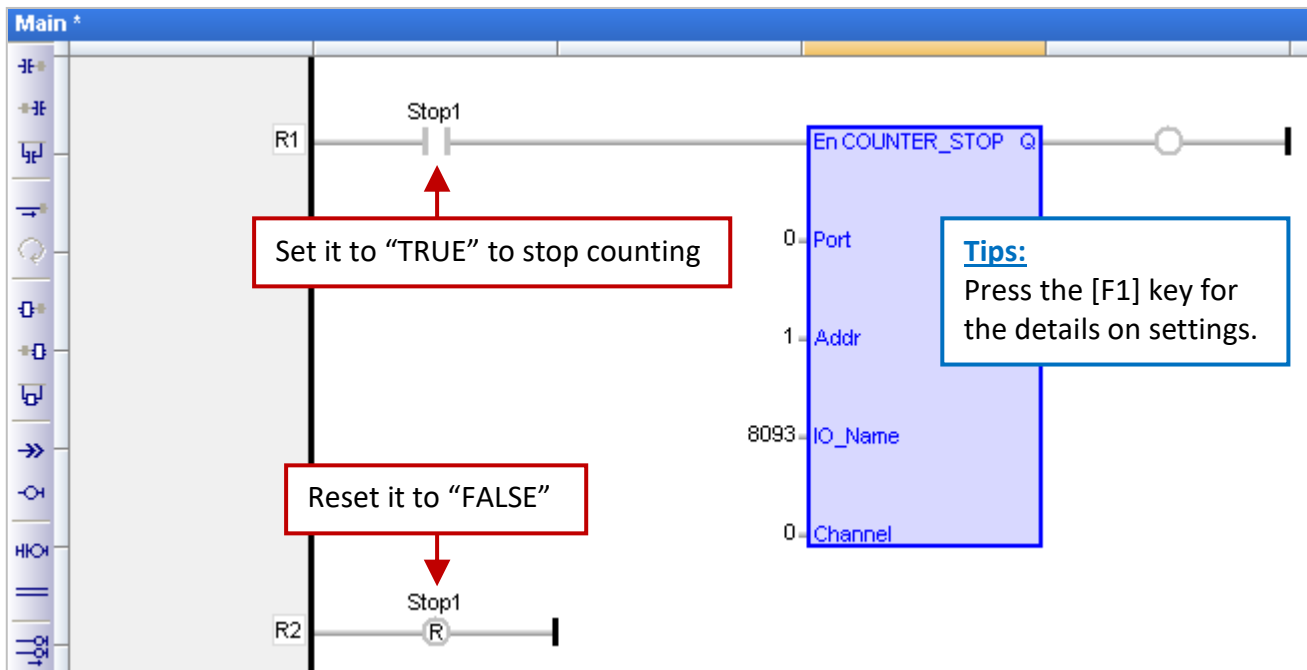 Main *
Stop1
R1
En COUNTER_STOP Q
Set it to “TRUE” to stop counting
0 Port
Tips:
Press the [F1] key for
the details on settings.
1 Addr
8093 IO_Name
Reset it to “FALSE”
0 Channel
Stop1
R2
R